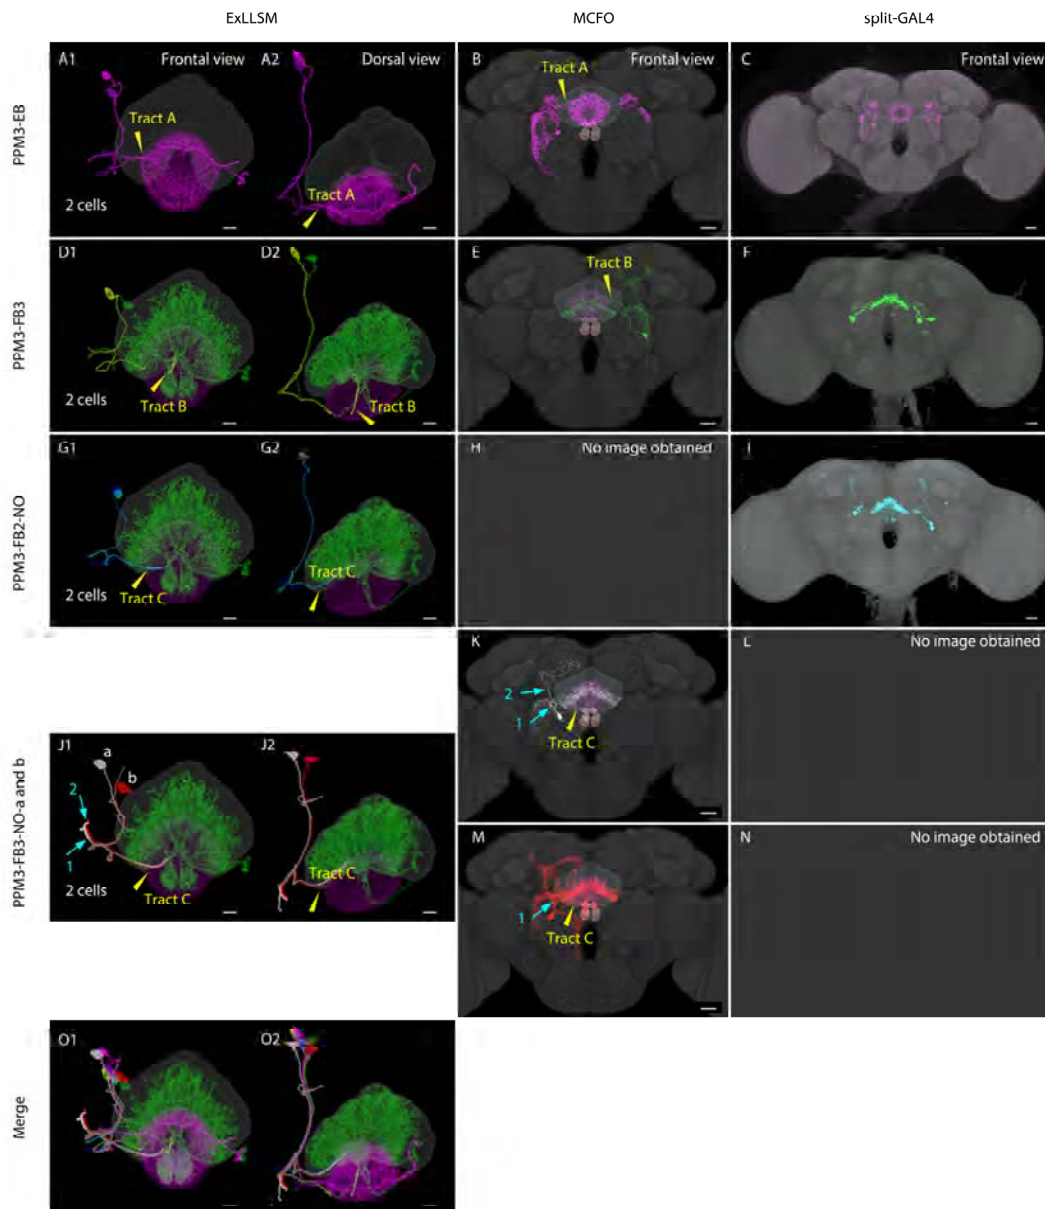 ExLLSM MCFO split-GAL4
PPM3-EB
A1 Frontal view A2 Dorsal view B Frontal view C Frontal view
Tract A
Tract A
Tract A
2 cells
PPM3-FB3
D1 D2 E F
Tract B
Tract B
Tract B
2 cells
PPM3-FB2-NO
G1 G2 H No image obtained I
Tract C
Tract C
2 cells
PPM3-FB3-NO-a and b
K L No image obtained
2
1
Tract C
J1 a b J2
2
1
Tract C
Tract C
2 cells
M N No image obtained
1
Tract C
Merge
O1 O2